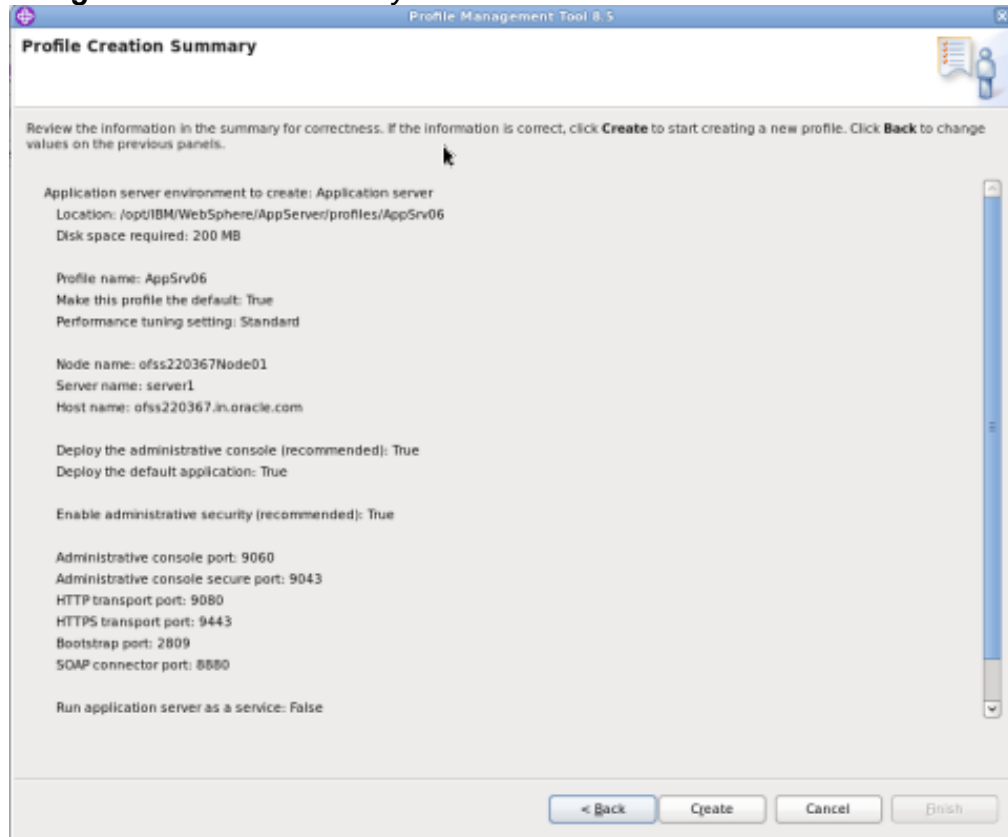 Profile Management Tool 8.5
Profile Creation Summary
Review the information in the summary for correctness. If the information is correct, click Create to start creating a new profile. Click Back to change
values on the previous panels.
Application server environment to create: Application server
Location: /opt/IBM/WebSphere/AppServer/profiles/AppSrv06
Disk space required: 200 MB
Profile name: AppSrv06
Make this profile the default: True
Performance tuning setting: Standard
Node name: ofss220367Node01
Server name: server1
Host name: ofss220367.in.oracle.com
Deploy the administrative console (recommended): True
Deploy the default application: True
Enable administrative security (recommended): True
Administrative console port: 9060
Administrative console secure port: 9043
HTTP transport port: 9080
HTTPS transport port: 9443
Bootstrap port: 2809
SOAP connector port: 8880
Run application server as a service: False
< Back Create Cancel Finish